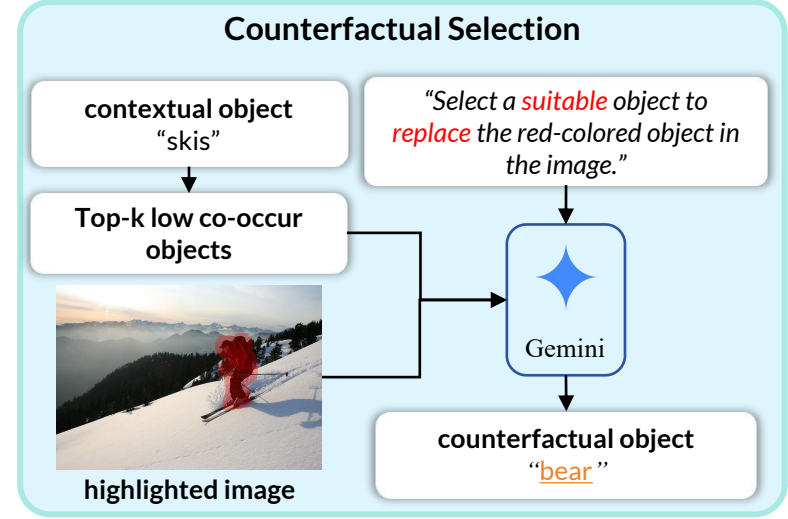 Counterfactual Selection
contextual object
“skis”
“Select a suitable object to
replace the red-colored object in
the image.”
Top-k low co-occur
objects
Gemini
highlighted image
counterfactual object
“bear”